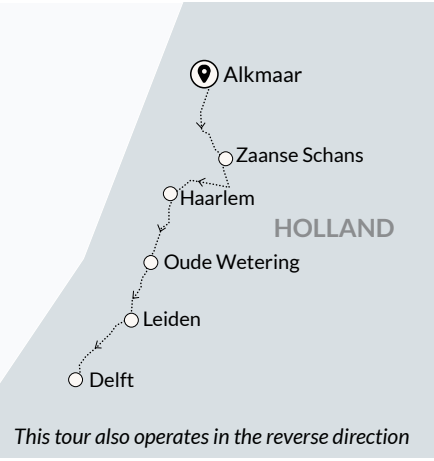 Alkmaar
Zaanse Schans
Haarlem
HOLLAND
Oude Wetering
Leiden
Delft
This tour also operates in the reverse direction